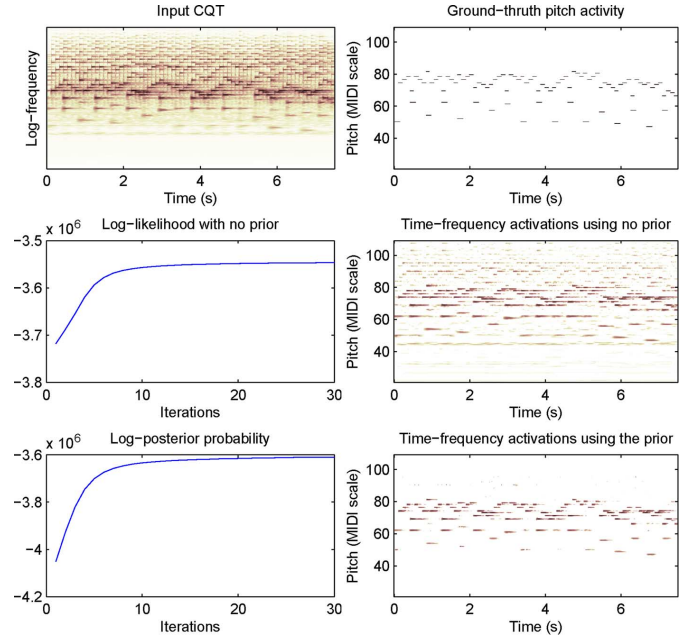 Input CQT
Log-frequency
0 2 4 6
Time (s)
Ground-thruth pitch activity
Pitch (MIDI scale)
100
80
60
40
0 2 4 6
Time (s)
Log-likelihood with no prior
x 10^6
-3.5
-3.6
-3.7
-3.8
0 10 20 30
Iterations
Time-frequency activations using no prior
Pitch (MIDI scale)
100
80
60
40
0 2 4 6
Time (s)
Log-posterior probability
x 10^6
-3.6
-3.8
-4
-4.2
0 10 20 30
Iterations
Time-frequency activations using the prior
Pitch (MIDI scale)
100
80
60
40
0 2 4 6
Time (s)